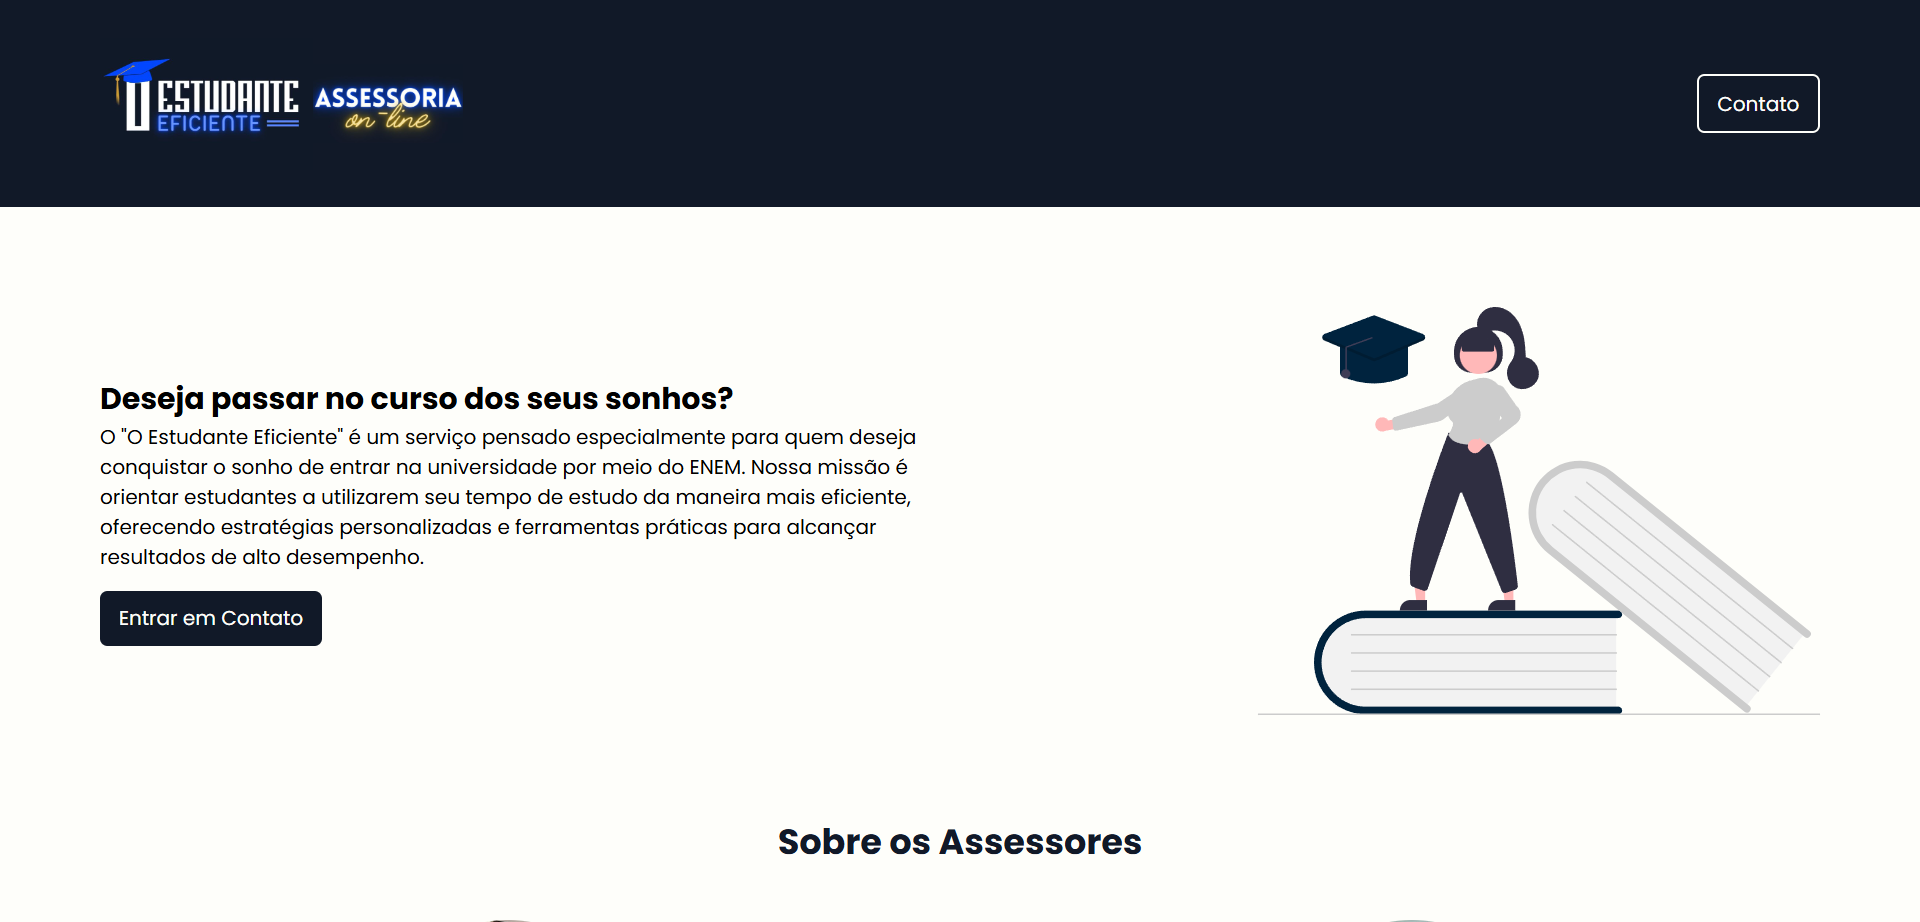 O ESTUDANTE
EFICIENTE
ASSESSORIA
on-line
Contato
Deseja passar no curso dos seus sonhos?
O "O Estudante Eficiente" é um serviço pensado especialmente para quem deseja
conquistar o sonho de entrar na universidade por meio do ENEM. Nossa missão é
orientar estudantes a utilizarem seu tempo de estudo da maneira mais eficiente,
oferecendo estratégias personalizadas e ferramentas práticas para alcançar
resultados de alto desempenho.
Entrar em Contato
Sobre os Assessores